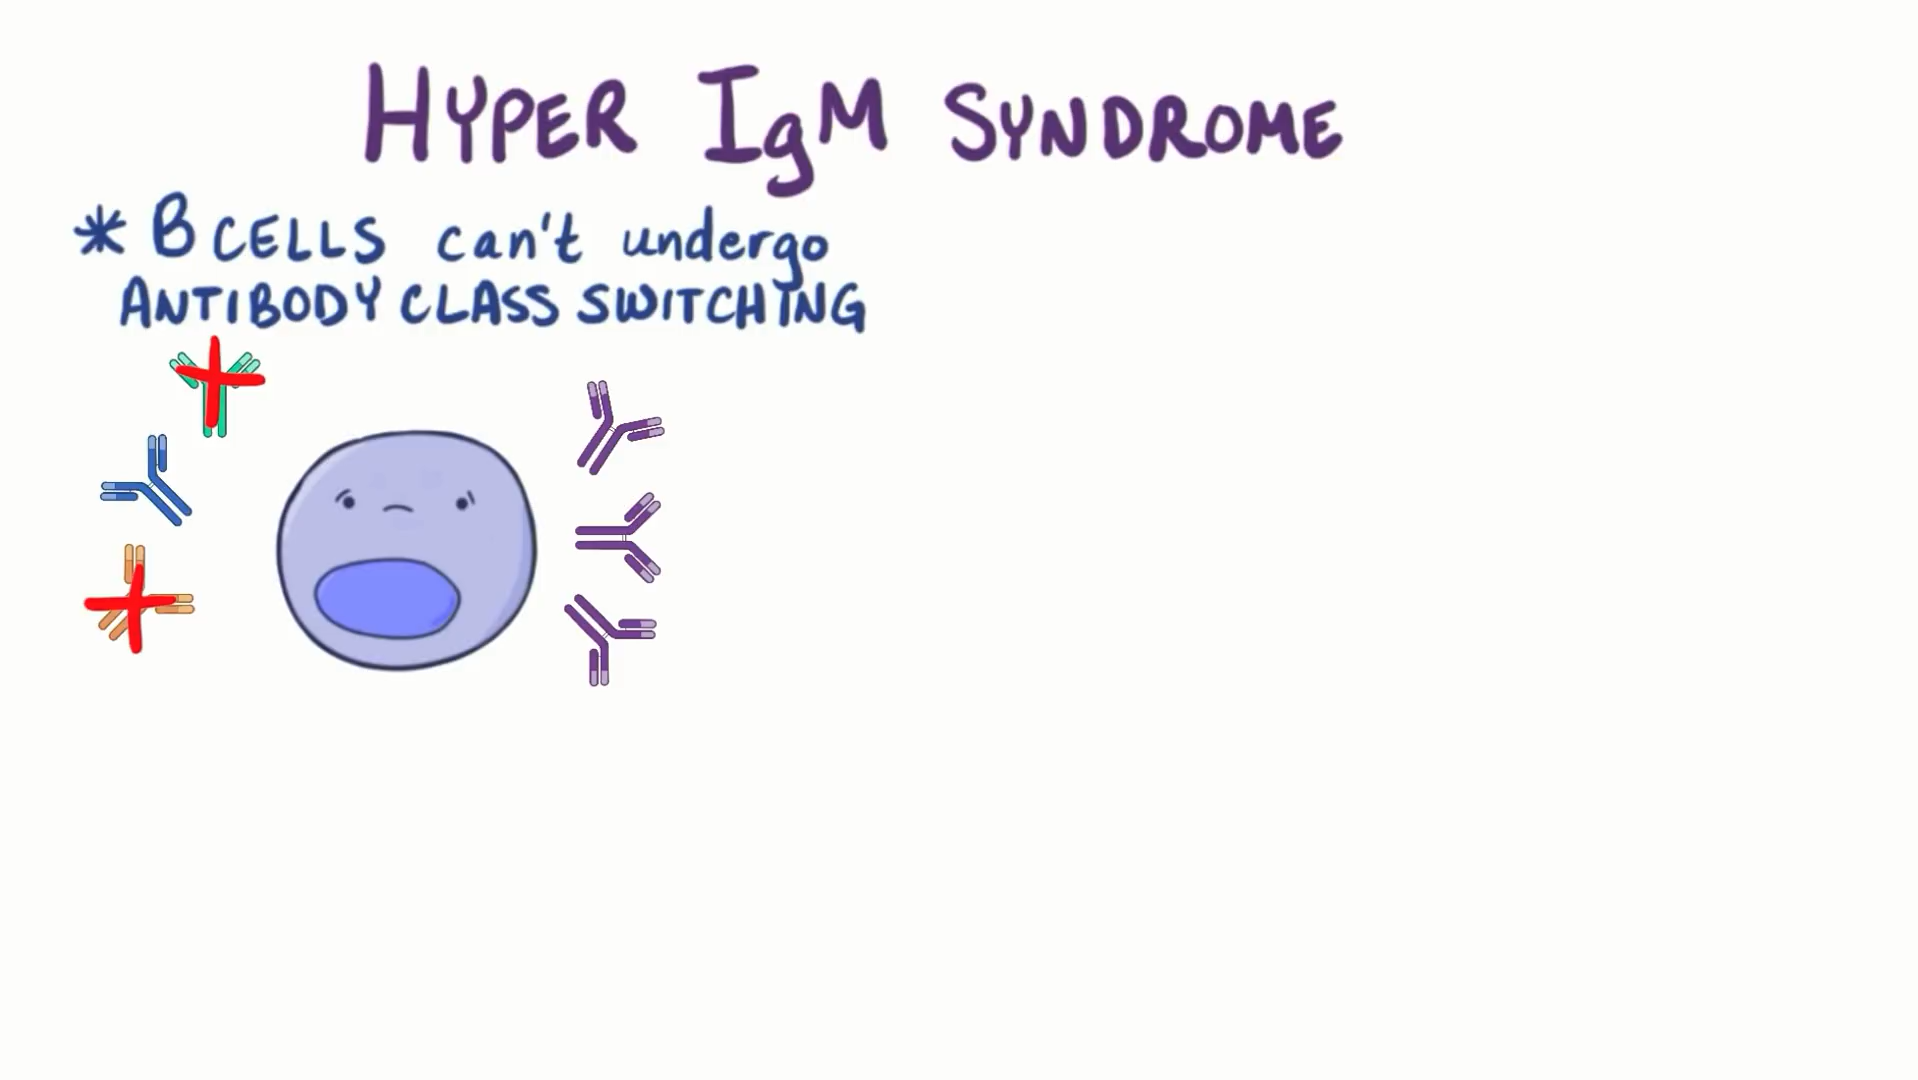 HYPER IgM SYNDROME
* B CELLS can't undergo
ANTIBODY CLASS SWITCHING